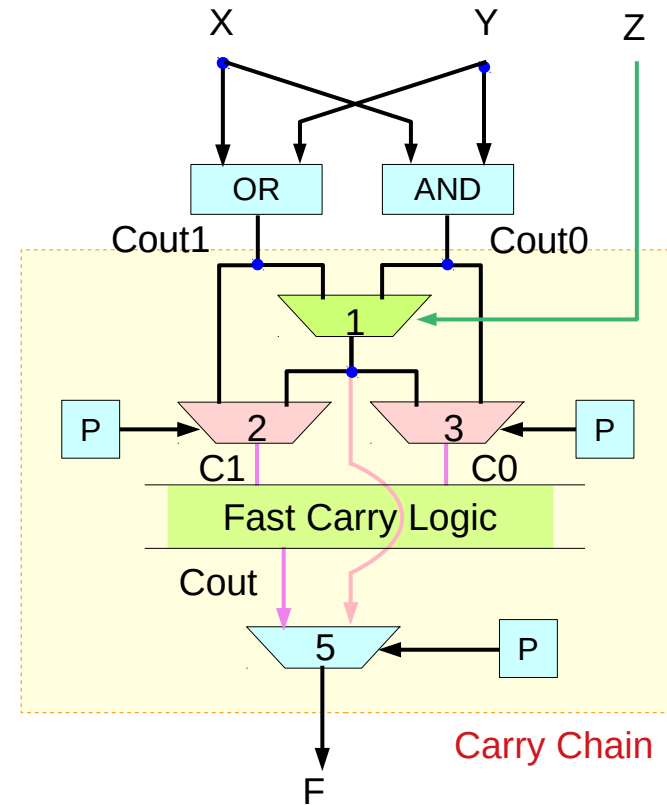 X Y Z
OR AND
Cout1 Cout0
1
P 2 3 P
C1 C0
Fast Carry Logic
Cout
5 P
Carry Chain
F